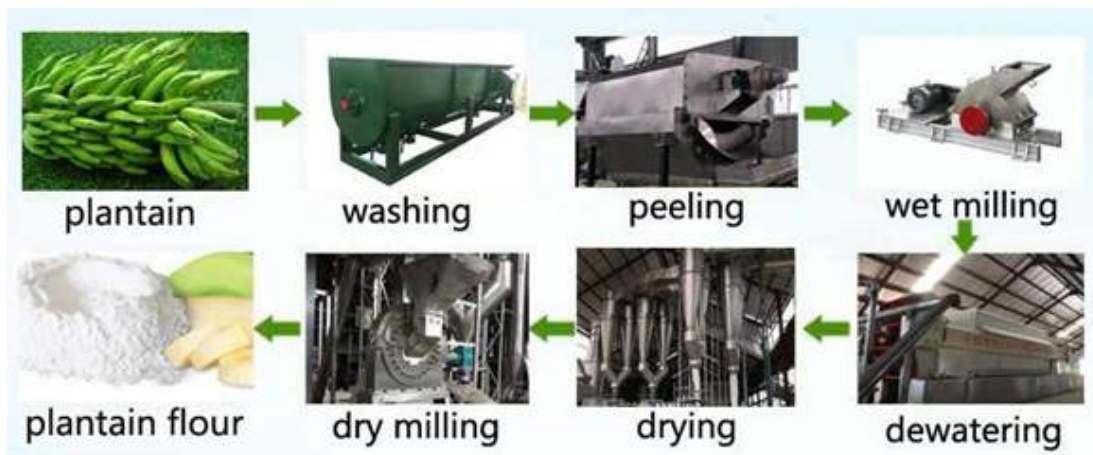 plantain
washing
peeling
wet milling
dewatering
drying
dry milling
plantain flour